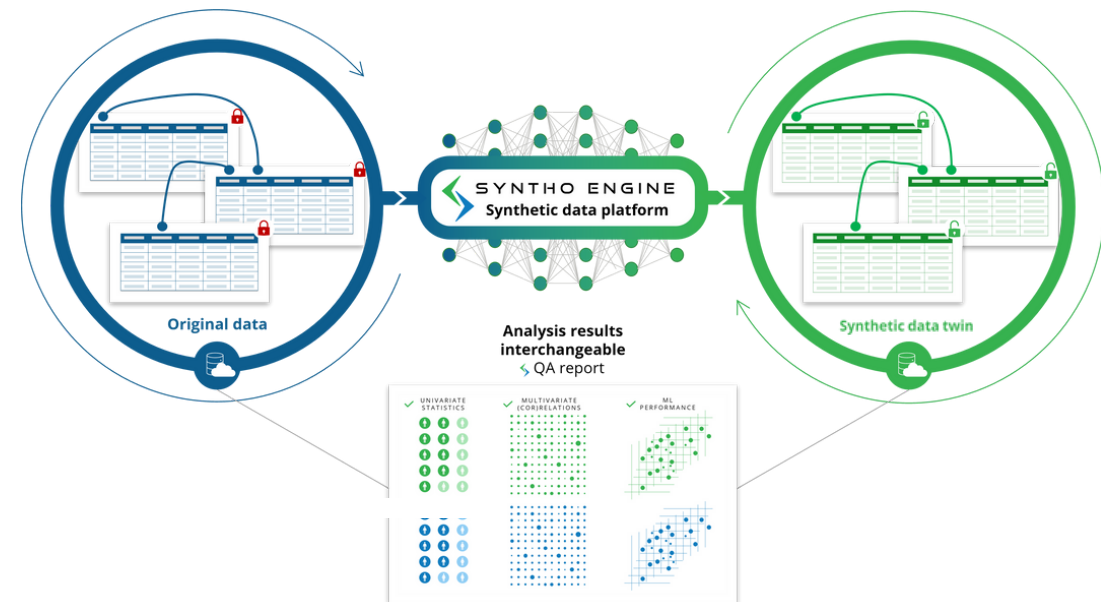 SYNTHO ENGINE
Synthetic data platform
Original data
Synthetic data twin
Analysis results
interchangeable
QA report
UNIVARIATE
STATISTICS
MULTIVARIATE
(COR)RELATIONS
ML
PERFORMANCE